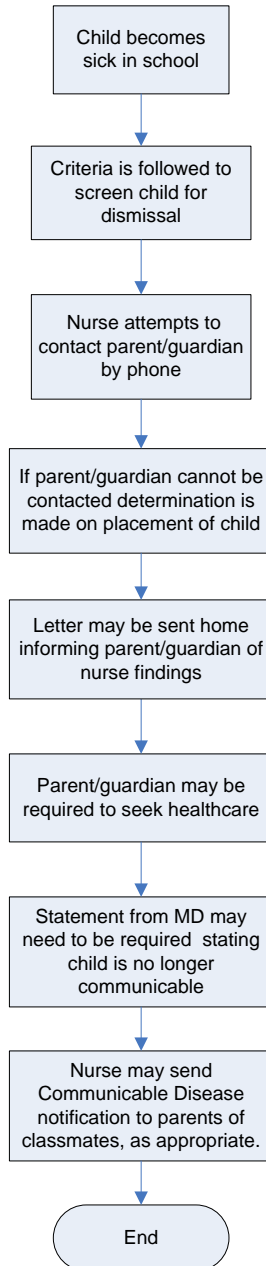 Child becomes
sick in school
Criteria is followed to
screen child for
dismissal
Nurse attempts to
contact parent/guardian
by phone
If parent/guardian cannot be
contacted determination is
made on placement of child
Letter may be sent home
informing parent/guardian of
nurse findings
Parent/guardian may be
required to seek healthcare
Statement from MD may
need to be required  stating
child is no longer
communicable
Nurse may send
Communicable Disease
notification to parents of
classmates, as appropriate.
End